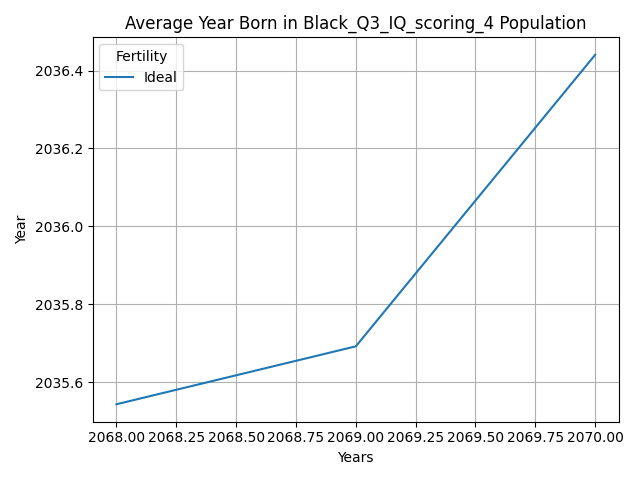 Average Year Born in Black_Q3_IQ_scoring_4 Population
Fertility
Ideal
2036.4
2036.2
2036.0
2035.8
2035.6
Year
2068.00 2068.25 2068.50 2068.75 2069.00 2069.25 2069.50 2069.75 2070.00
Years